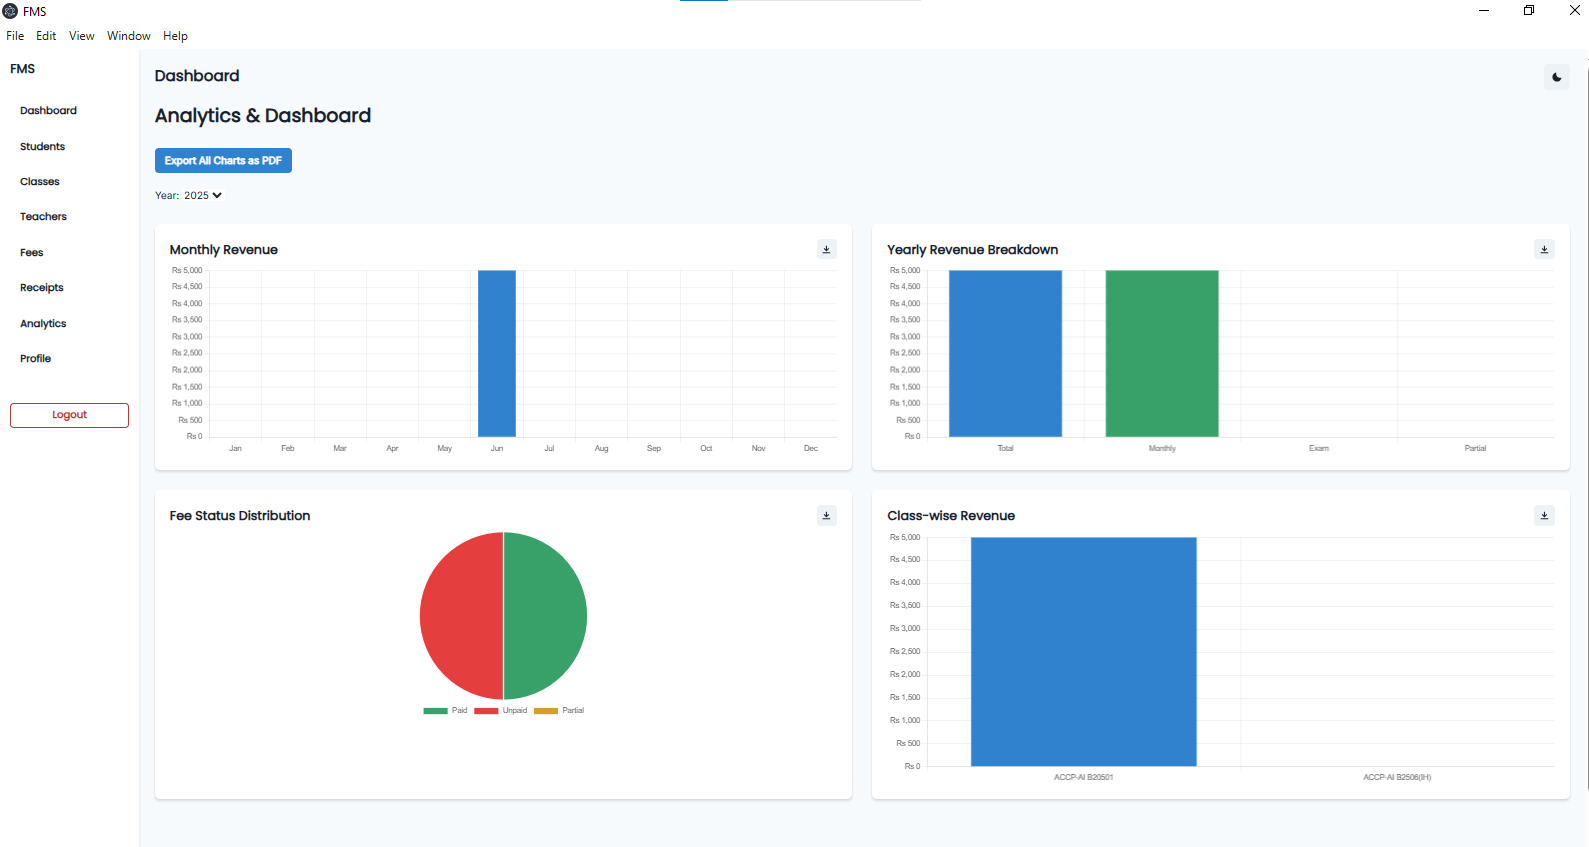 FMS
File Edit View Window Help
FMS
Dashboard
Students
Classes
Teachers
Fees
Receipts
Analytics
Profile
Logout
Dashboard
Analytics & Dashboard
Export All Charts as PDF
Year: 2025
Monthly Revenue
Rs 5,000
Rs 4,500
Rs 4,000
Rs 3,500
Rs 3,000
Rs 2,500
Rs 2,000
Rs 1,500
Rs 1,000
Rs 500
Rs 0
Jan Feb Mar Apr May Jun Jul Aug Sep Oct Nov Dec
Yearly Revenue Breakdown
Rs 5,000
Rs 4,500
Rs 4,000
Rs 3,500
Rs 3,000
Rs 2,500
Rs 2,000
Rs 1,500
Rs 1,000
Rs 500
Rs 0
Total Monthly Exam Partial
Fee Status Distribution
Paid Unpaid Partial
Class-wise Revenue
Rs 5,000
Rs 4,500
Rs 4,000
Rs 3,500
Rs 3,000
Rs 2,500
Rs 2,000
Rs 1,500
Rs 1,000
Rs 500
Rs 0
ACCP-AI B20501 ACCP-AI B2506(IH)